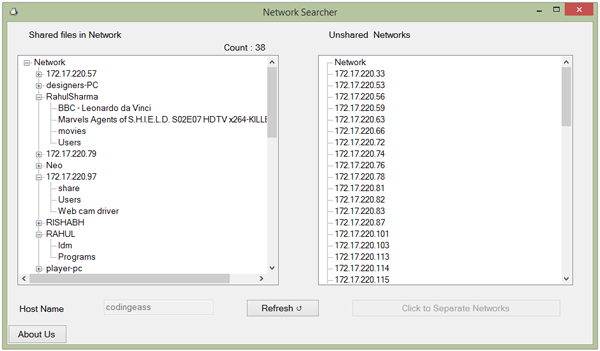 Network Searcher
Shared files in Network
Count : 38
Network
172.17.220.57
designers-PC
RahulSharma
BBC - Leonardo da Vinci
Marvels Agents of S.H.I.E.L.D. S02E07 HDTV x264-KILLE
movies
Users
172.17.220.79
Neo
172.17.220.97
share
Users
Web cam driver
RISHABH
RAHUL
Idm
Programs
player-pc
Unshared Networks
Network
172.17.220.33
172.17.220.53
172.17.220.56
172.17.220.59
172.17.220.63
172.17.220.66
172.17.220.72
172.17.220.74
172.17.220.76
172.17.220.78
172.17.220.81
172.17.220.82
172.17.220.83
172.17.220.87
172.17.220.101
172.17.220.103
172.17.220.113
172.17.220.114
172.17.220.115
Host Name
codingeass
Refresh ↺
Click to Separate Networks
About Us